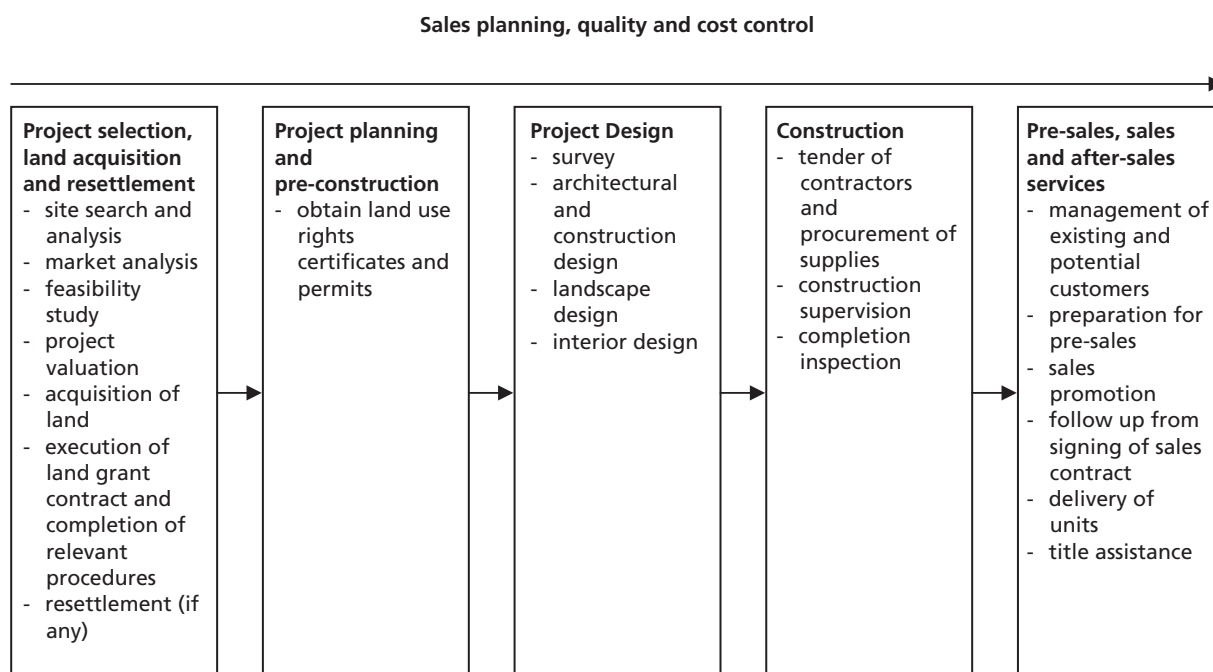 Sales planning, quality and cost control
Project selection,
land acquisition
and resettlement
- site search and
analysis
- market analysis
- feasibility
study
- project
valuation
- acquisition of
land
- execution of
land grant
contract and
completion of
relevant
procedures
- resettlement (if
any)
Project planning
and
pre-construction
- obtain land use
rights
certificates and
permits
Project Design
- survey
- architectural
and
construction
design
- landscape
design
- interior design
Construction
- tender of
contractors
and
procurement of
supplies
- construction
supervision
- completion
inspection
Pre-sales, sales
and after-sales
services
- management of
existing and
potential
customers
- preparation for
pre-sales
- sales
promotion
- follow up from
signing of sales
contract
- delivery of
units
- title assistance